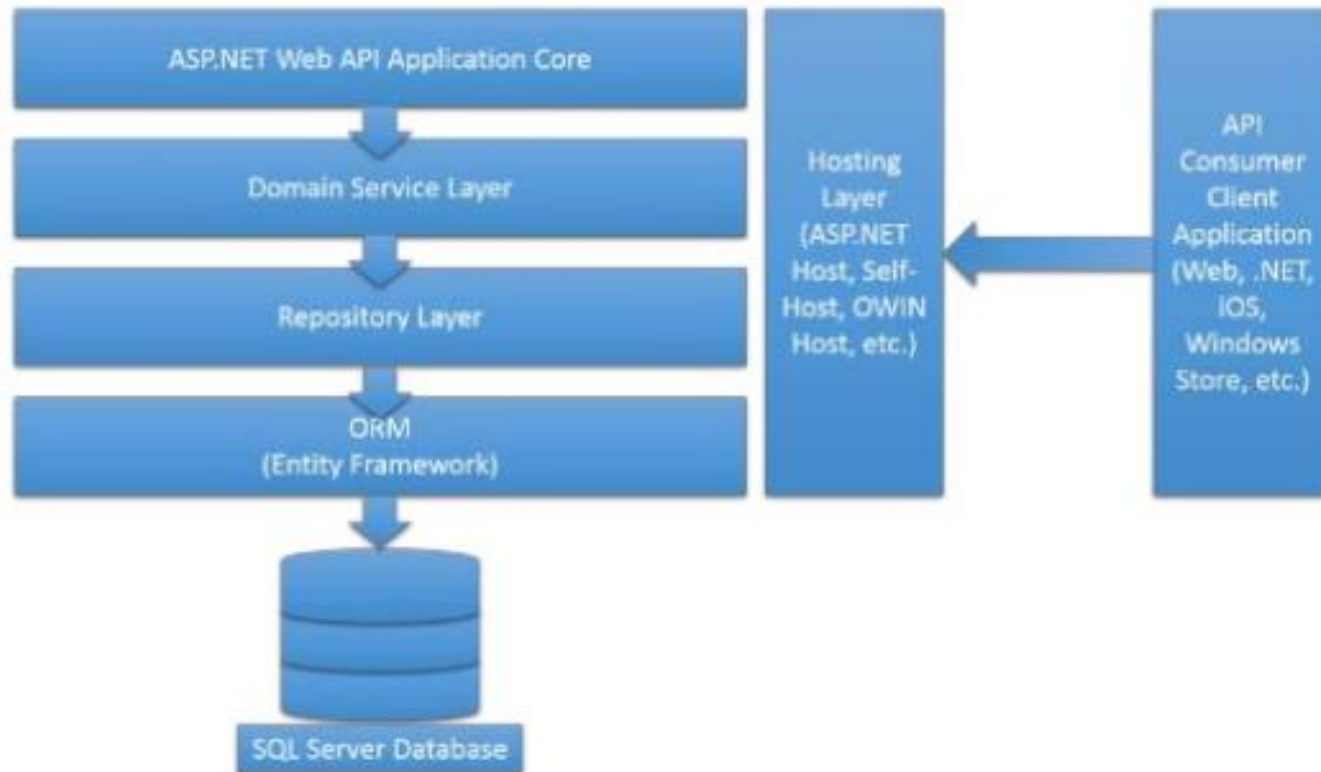 ASP.NET Web API Application Core
Domain Service Layer
Repository Layer
ORM
(Entity Framework)
SQL Server Database
Hosting
Layer
(ASP.NET
Host, Self-
Host, OWIN
Host, etc.)
API
Consumer
Client
Application
(Web, .NET,
iOS,
Windows
Store, etc.)